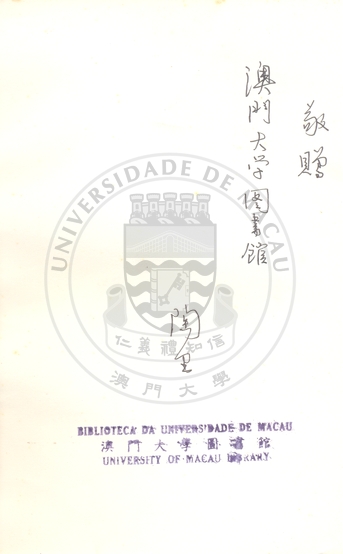 敬贈
澳門大学图書館
陶里
UNIVERSIDADE DE MACAU
仁義禮知信
澳門大學
BIBLIOTECA DA UNIVERSIDADE DE MACAU
澳門大學圖書館
UNIVERSITY OF MACAU LIBRARY